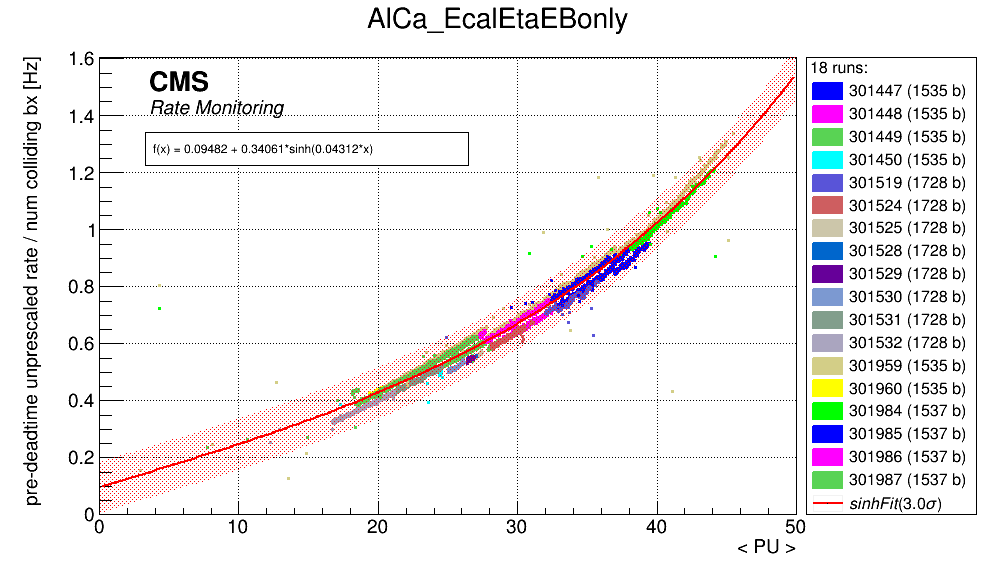 AlCa_EcalEtaEBonly
pre-deadtime unprescaled rate / num colliding bx [Hz]
1.6
1.4
1.2
1
0.8
0.6
0.4
0.2
0
CMS
Rate Monitoring
f(x) = 0.09482 + 0.34061*sinh(0.04312*x)
0 10 20 30 40 50
< PU >
18 runs:
301447 (1535 b)
301448 (1535 b)
301449 (1535 b)
301450 (1535 b)
301519 (1728 b)
301524 (1728 b)
301525 (1728 b)
301528 (1728 b)
301529 (1728 b)
301530 (1728 b)
301531 (1728 b)
301532 (1728 b)
301959 (1535 b)
301960 (1535 b)
301984 (1537 b)
301985 (1537 b)
301986 (1537 b)
301987 (1537 b)
sinhFit(3.0σ)